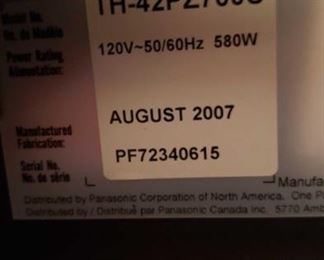 Model No.
No. de Modèle
TH-42PZ700U
Power Rating
Alimentation:
120V~50/60Hz 580W
AUGUST 2007
Manufactured
Fabrication:
Serial No.
No. de série
PF72340615
Manufa
Distributed by Panasonic Corporation of North America, One P
Distributed by / Distribué par Panasonic Canada Inc. 5770 Amb